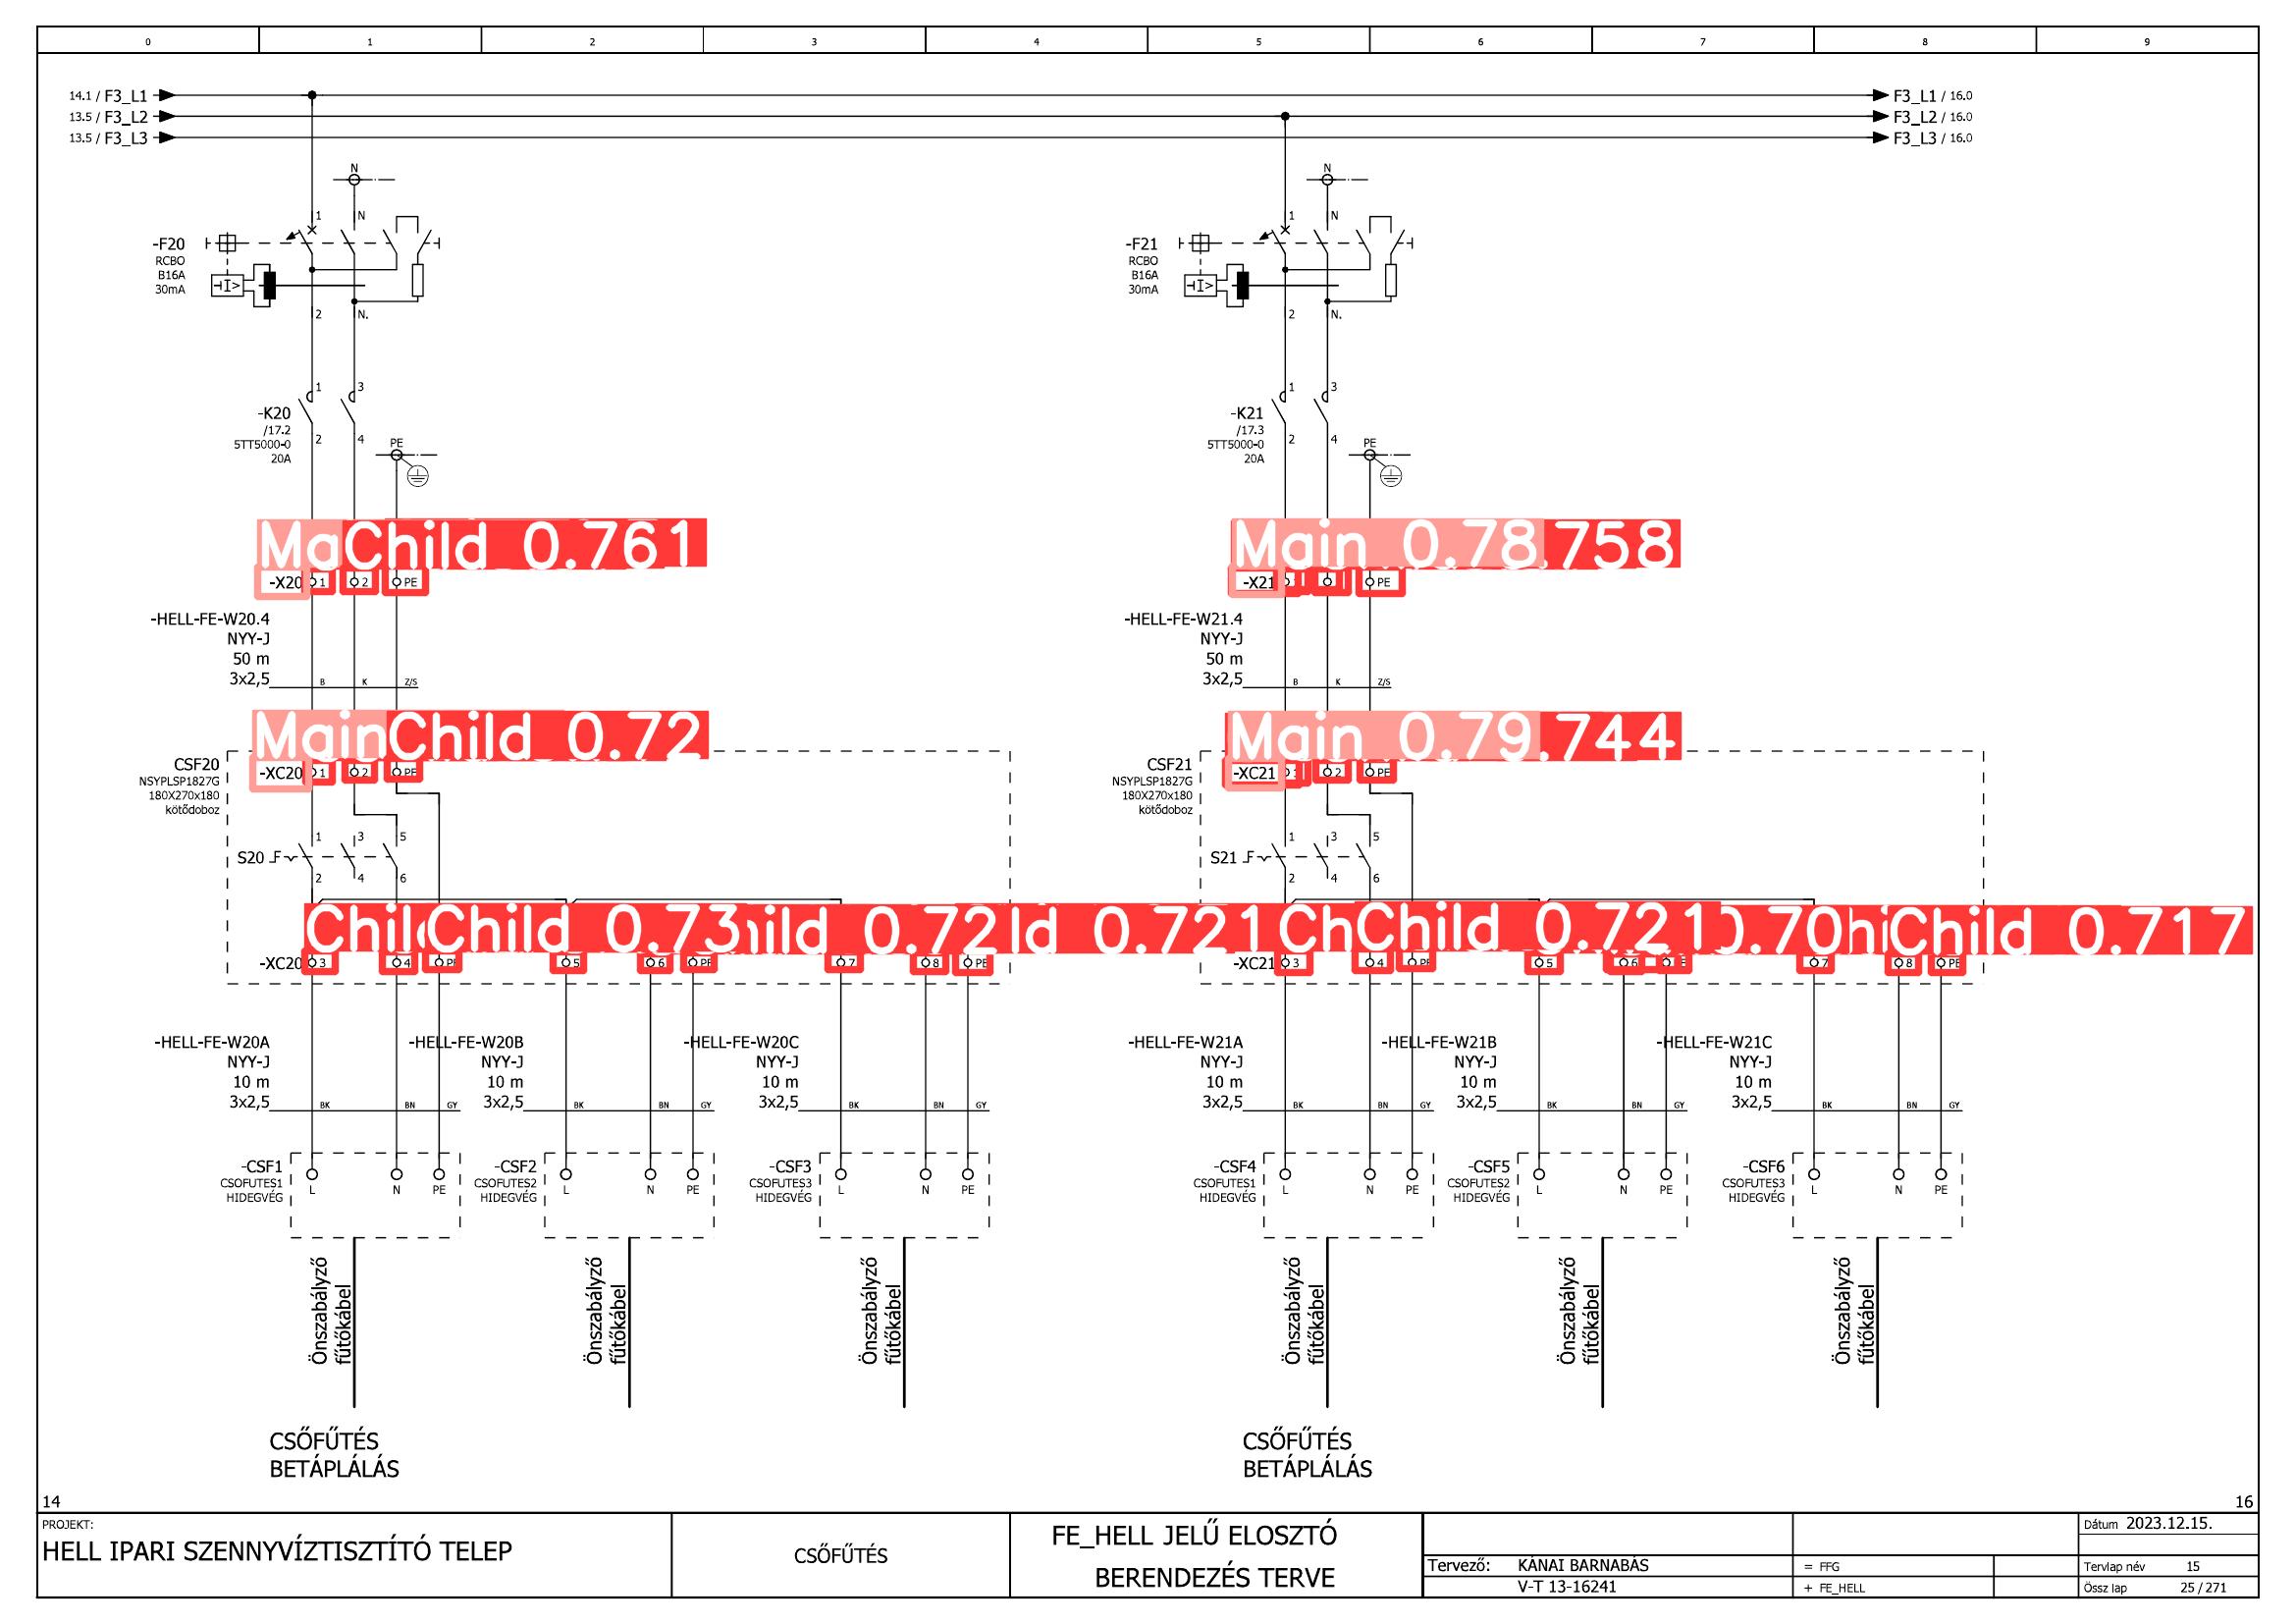 0 1 2 3 4 5 6 7 8 9
14.1 / F3_L1 F3_L1 / 16.0
13.5 / F3_L2 F3_L2 / 16.0
13.5 / F3_L3 F3_L3 / 16.0
N N
1 N 1 N
-F20 -F21
RCBO RCBO
B16A B16A
30mA 30mA
I> I>
2 N. 2 N.
1 3 1 3
-K20 -K21
/17.2 /17.3
5TT5000-0 5TT5000-0
20A 20A
2 4 2 4
PE PE
Ma Child 0.761 Main 0.78 .758
-X20 1 2 PE -X21 PE
-HELL-FE-W20.4 -HELL-FE-W21.4
NYY-J NYY-J
50 m 50 m
3x2,5 B K Z/S 3x2,5 B K Z/S
Main Child 0.72 Main 0.79 .744
CSF20 CSF21
-XC20 1 2 PE -XC21 1 2 PE
NSYPLSP1827G NSYPLSP1827G
180X270x180 180X270x180
kötődoboz kötődoboz
1 3 5 1 3 5
S20 S21
2 4 6 2 4 6
Chil Child 0.73 ild 0.72 ld 0.721 Ch Child 0.721 0.70 hi Child 0.717
-XC20 3 4 PE 5 6 PE 7 8 PE -XC21 3 4 PE 5 6 7 8 PE
-HELL-FE-W20A -HELL-FE-W20B -HELL-FE-W20C -HELL-FE-W21A -HELL-FE-W21B -HELL-FE-W21C
NYY-J NYY-J NYY-J NYY-J NYY-J NYY-J
10 m 10 m 10 m 10 m 10 m 10 m
3x2,5 BK BN GY 3x2,5 BK BN GY 3x2,5 BK BN GY 3x2,5 BK BN GY 3x2,5 BK BN GY 3x2,5 BK BN GY
-CSF1 -CSF2 -CSF3 -CSF4 -CSF5 -CSF6
CSOFUTES1 CSOFUTES2 CSOFUTES3 CSOFUTES1 CSOFUTES2 CSOFUTES3
L N PE L N PE L N PE L N PE L N PE L N PE
HIDEGVÉG HIDEGVÉG HIDEGVÉG HIDEGVÉG HIDEGVÉG HIDEGVÉG
Önszabályzó Önszabályzó Önszabályzó Önszabályzó Önszabályzó Önszabályzó
fűtőkábel fűtőkábel fűtőkábel fűtőkábel fűtőkábel fűtőkábel
CSŐFŰTÉS CSŐFŰTÉS
BETÁPLÁLÁS BETÁPLÁLÁS
14 16
PROJEKT:
HELL IPARI SZENNYVÍZTISZTÍTÓ TELEP
CSŐFŰTÉS
FE_HELL JELŰ ELOSZTÓ
BERENDEZÉS TERVE
Dátum 2023.12.15.
Tervező: KÁNAI BARNABÁS = FFG Tervlap név 15
V-T 13-16241 + FE_HELL Össz lap 25 / 271